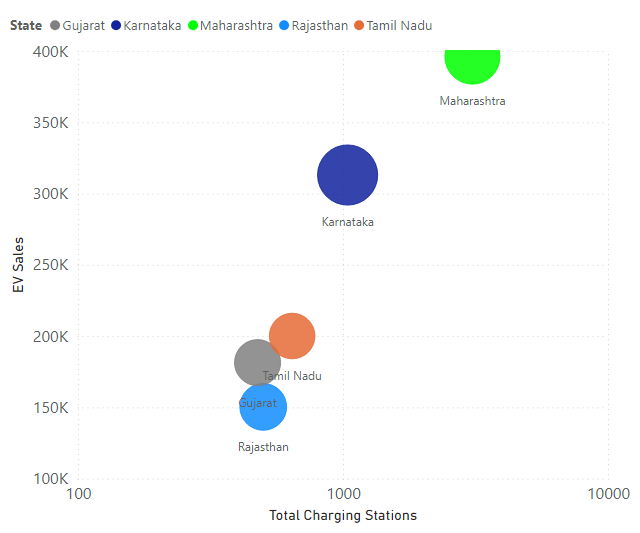 State Gujarat Karnataka Maharashtra Rajasthan Tamil Nadu
400K
Maharashtra
350K
300K
Karnataka
250K
EV Sales
200K
Tamil Nadu
150K
Gujarat
Rajasthan
100K
100 1000 10000
Total Charging Stations